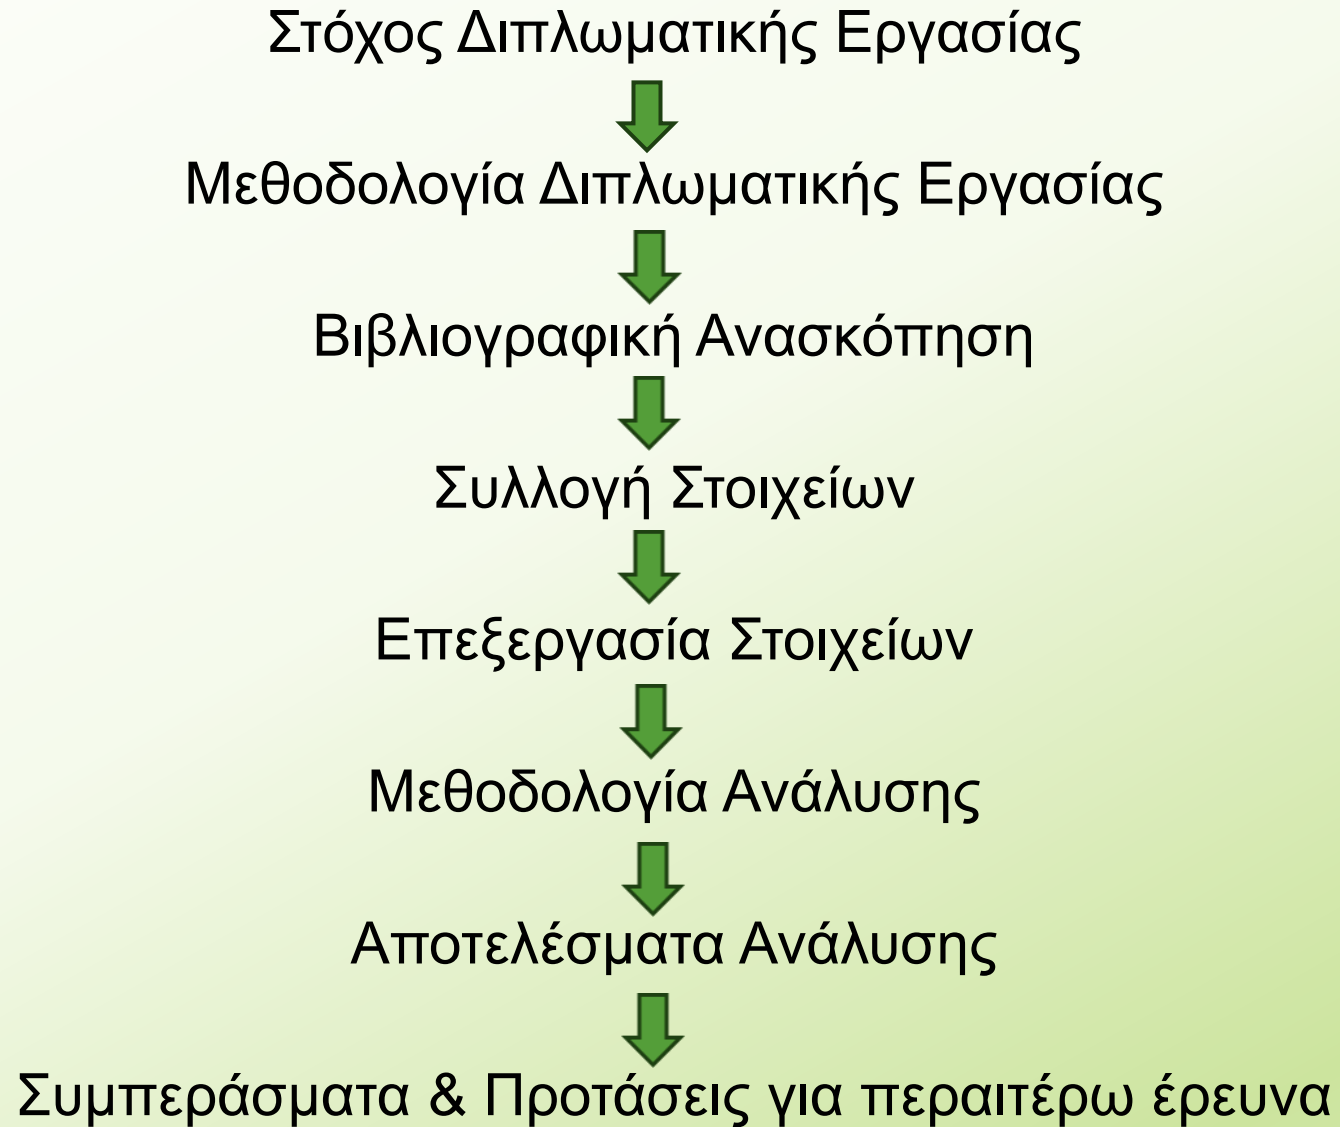 Στόχος Διπλωματικής Εργασίας
Μεθοδολογία Διπλωματικής Εργασίας
Βιβλιογραφική Ανασκόπηση
Συλλογή Στοιχείων
Επεξεργασία Στοιχείων
Μεθοδολογία Ανάλυσης
Αποτελέσματα Ανάλυσης
Συμπεράσματα & Προτάσεις για περαιτέρω έρευνα